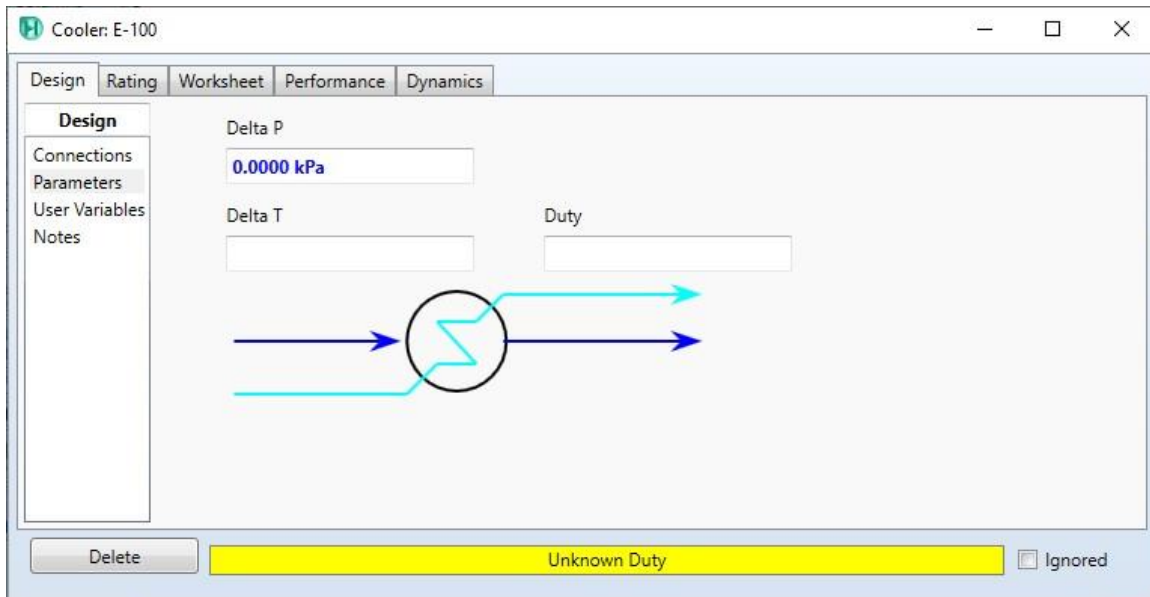 Cooler: E-100
Design Rating Worksheet Performance Dynamics
Design
Connections
Parameters
User Variables
Notes
Delta P
0.0000 kPa
Delta T Duty
Delete Unknown Duty Ignored